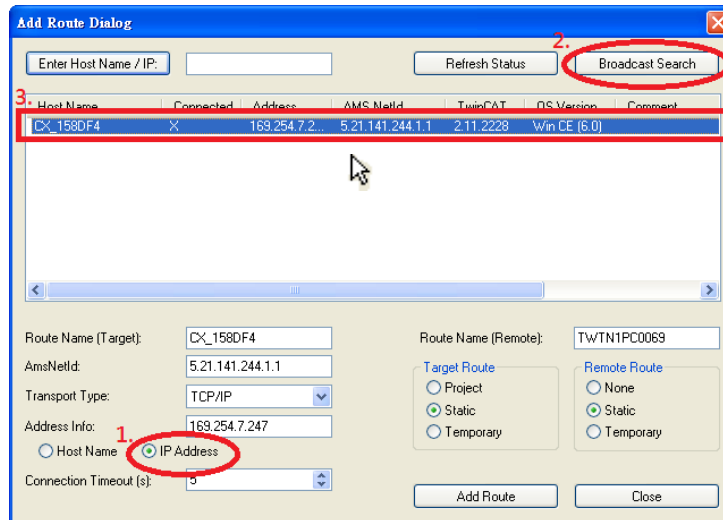 Add Route Dialog
2.
Enter Host Name / IP: Refresh Status Broadcast Search
3.
Host Name Connected Address AMS NetId TwinCAT OS Version Comment
CX_158DF4 X 169.254.7.2... 5.21.141.244.1.1 2.11.2228 Win CE (6.0)
Route Name (Target): CX_158DF4 Route Name (Remote): TWTN1PC0069
AmsNetId: 5.21.141.244.1.1 Target Route Remote Route
Project None
Transport Type: TCP/IP
Static Static
Address Info: 169.254.7.247
Temporary Temporary
1.
Host Name IP Address
Connection Timeout (s): 5
Add Route Close